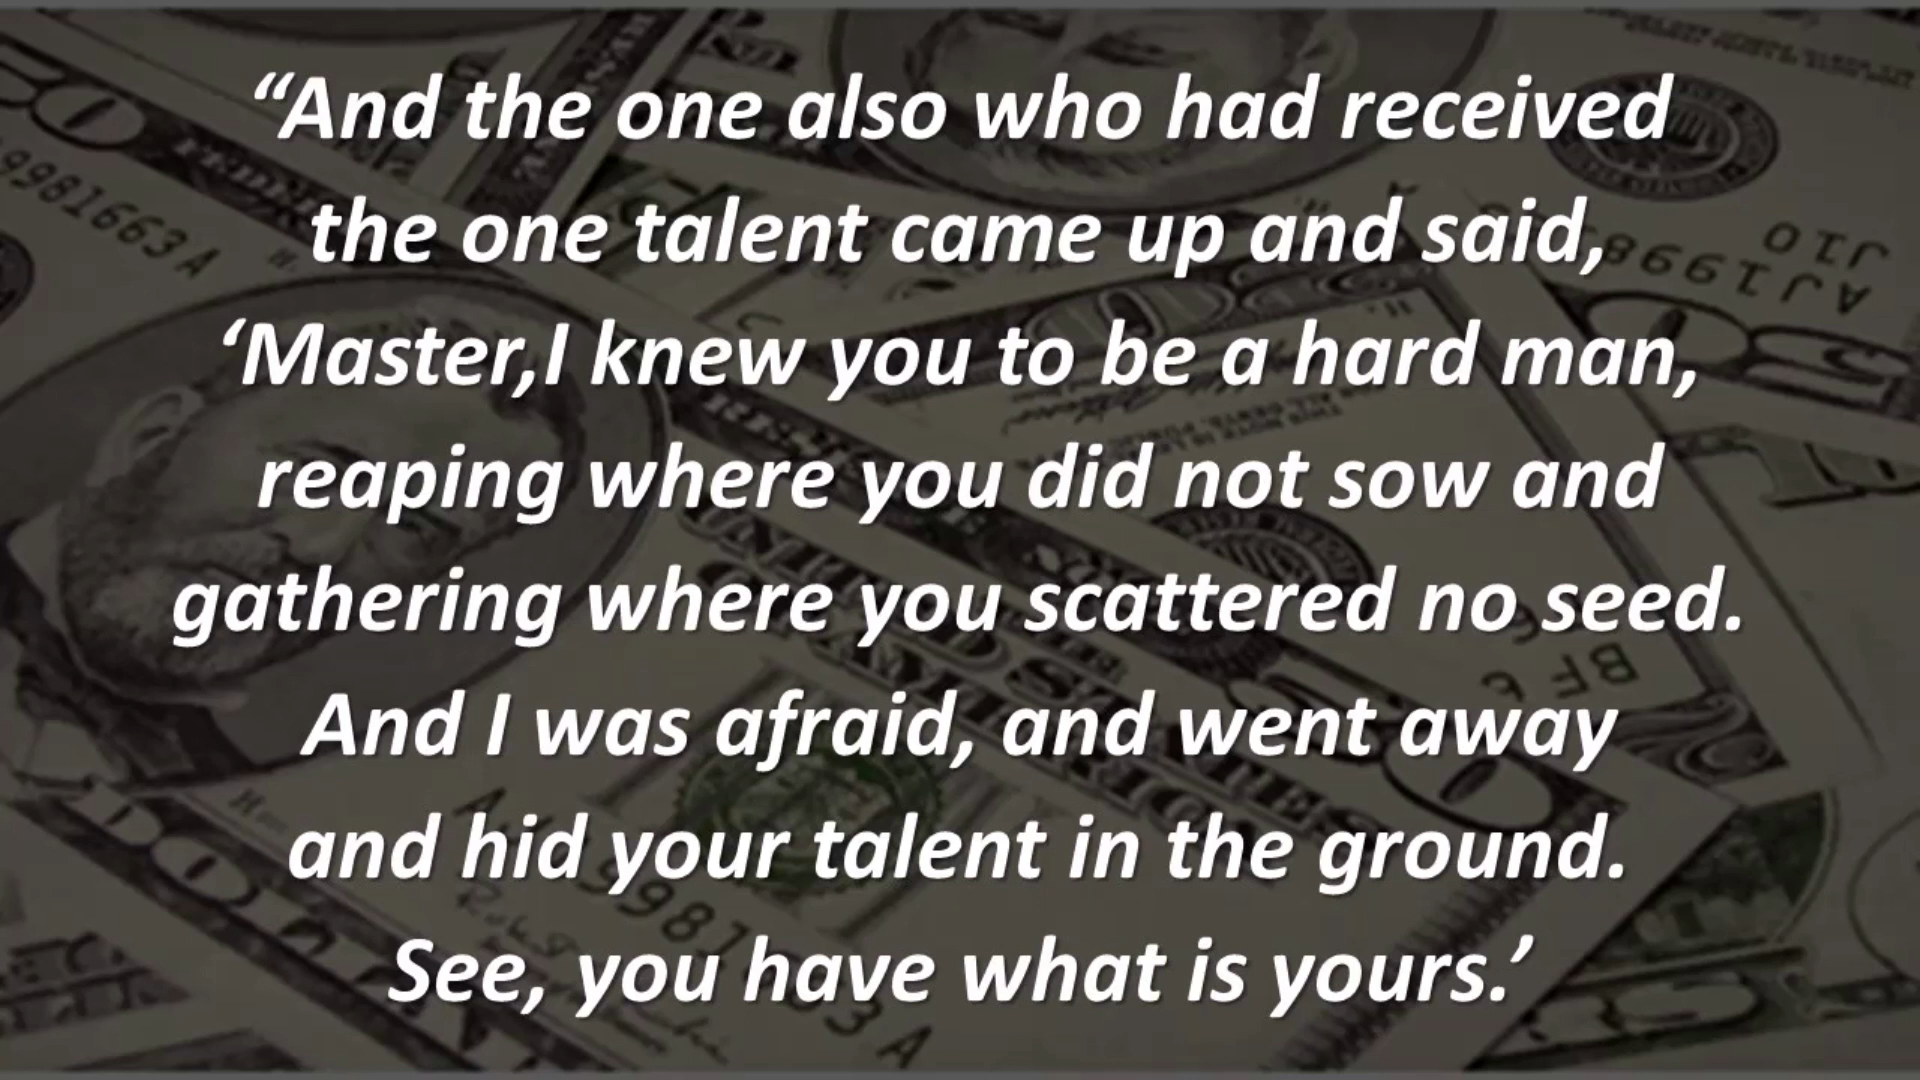 “And the one also who had received
the one talent came up and said,
‘Master,I knew you to be a hard man,
reaping where you did not sow and
gathering where you scattered no seed.
And I was afraid, and went away
and hid your talent in the ground.
See, you have what is yours.’